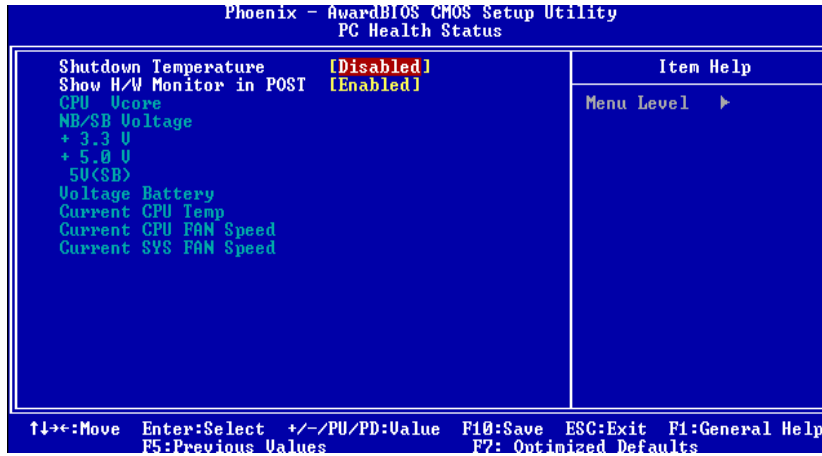 Phoenix - AwardBIOS CMOS Setup Utility
PC Health Status
Shutdown Temperature [Disabled]
Show H/W Monitor in POST [Enabled]
CPU Vcore
NB/SB Voltage
+ 3.3 V
+ 5.0 V
5V(SB)
Voltage Battery
Current CPU Temp
Current CPU FAN Speed
Current SYS FAN Speed
Item Help
Menu Level ▶
↑↓→←:Move Enter:Select +/-/PU/PD:Value F10:Save ESC:Exit F1:General Help
F5:Previous Values F7: Optimized Defaults